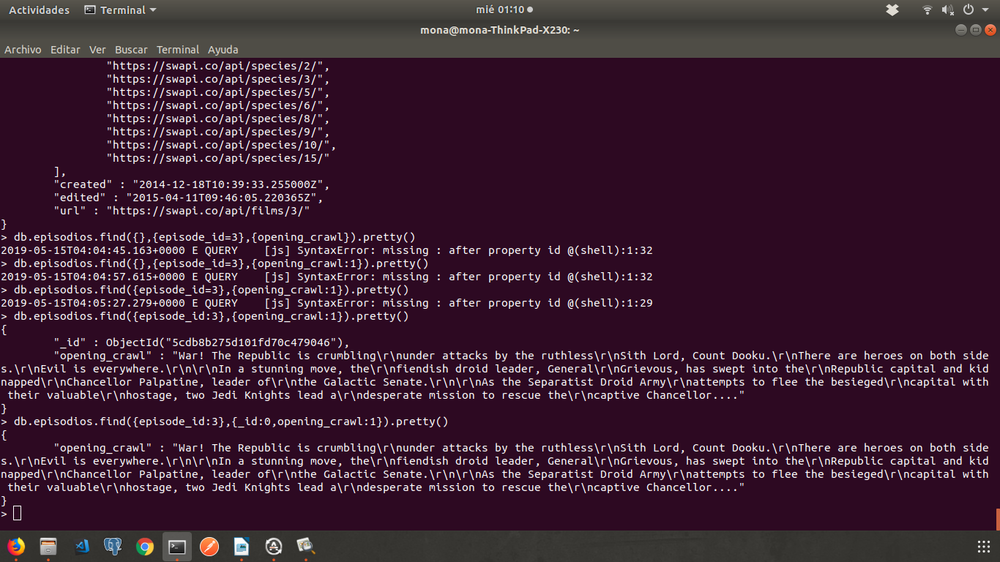 Actividades Terminal mié 01:10
mona@mona-ThinkPad-X230: ~
Archivo Editar Ver Buscar Terminal Ayuda
"https://swapi.co/api/species/2/",
"https://swapi.co/api/species/3/",
"https://swapi.co/api/species/5/",
"https://swapi.co/api/species/6/",
"https://swapi.co/api/species/8/",
"https://swapi.co/api/species/9/",
"https://swapi.co/api/species/10/",
"https://swapi.co/api/species/15/"
],
"created" : "2014-12-18T10:39:33.255000Z",
"edited" : "2015-04-11T09:46:05.220365Z",
"url" : "https://swapi.co/api/films/3/"
}
> db.episodios.find({},{episode_id=3},{opening_crawl}).pretty()
2019-05-15T04:04:45.163+0000 E QUERY    [js] SyntaxError: missing : after property id @(shell):1:32
> db.episodios.find({},{episode_id=3},{opening_crawl:1}).pretty()
2019-05-15T04:04:57.615+0000 E QUERY    [js] SyntaxError: missing : after property id @(shell):1:32
> db.episodios.find({episode_id=3},{opening_crawl:1}).pretty()
2019-05-15T04:05:27.279+0000 E QUERY    [js] SyntaxError: missing : after property id @(shell):1:29
> db.episodios.find({episode_id:3},{opening_crawl:1}).pretty()
{
"_id" : ObjectId("5cdb8b275d101fd70c479046"),
"opening_crawl" : "War! The Republic is crumbling\r\nunder attacks by the ruthless\r\nSith Lord, Count Dooku.\r\nThere are heroes on both side
s.\r\nEvil is everywhere.\r\n\r\nIn a stunning move, the\r\nfiendish droid leader, General\r\nGrievous, has swept into the\r\nRepublic capital and kid
napped\r\nChancellor Palpatine, leader of\r\nthe Galactic Senate.\r\n\r\nAs the Separatist Droid Army\r\nattempts to flee the besieged\r\ncapital with
their valuable\r\nhostage, two Jedi Knights lead a\r\ndesperate mission to rescue the\r\ncaptive Chancellor...."
}
> db.episodios.find({episode_id:3},{_id:0,opening_crawl:1}).pretty()
{
"opening_crawl" : "War! The Republic is crumbling\r\nunder attacks by the ruthless\r\nSith Lord, Count Dooku.\r\nThere are heroes on both side
s.\r\nEvil is everywhere.\r\n\r\nIn a stunning move, the\r\nfiendish droid leader, General\r\nGrievous, has swept into the\r\nRepublic capital and kid
napped\r\nChancellor Palpatine, leader of\r\nthe Galactic Senate.\r\n\r\nAs the Separatist Droid Army\r\nattempts to flee the besieged\r\ncapital with
their valuable\r\nhostage, two Jedi Knights lead a\r\ndesperate mission to rescue the\r\ncaptive Chancellor...."
}
>